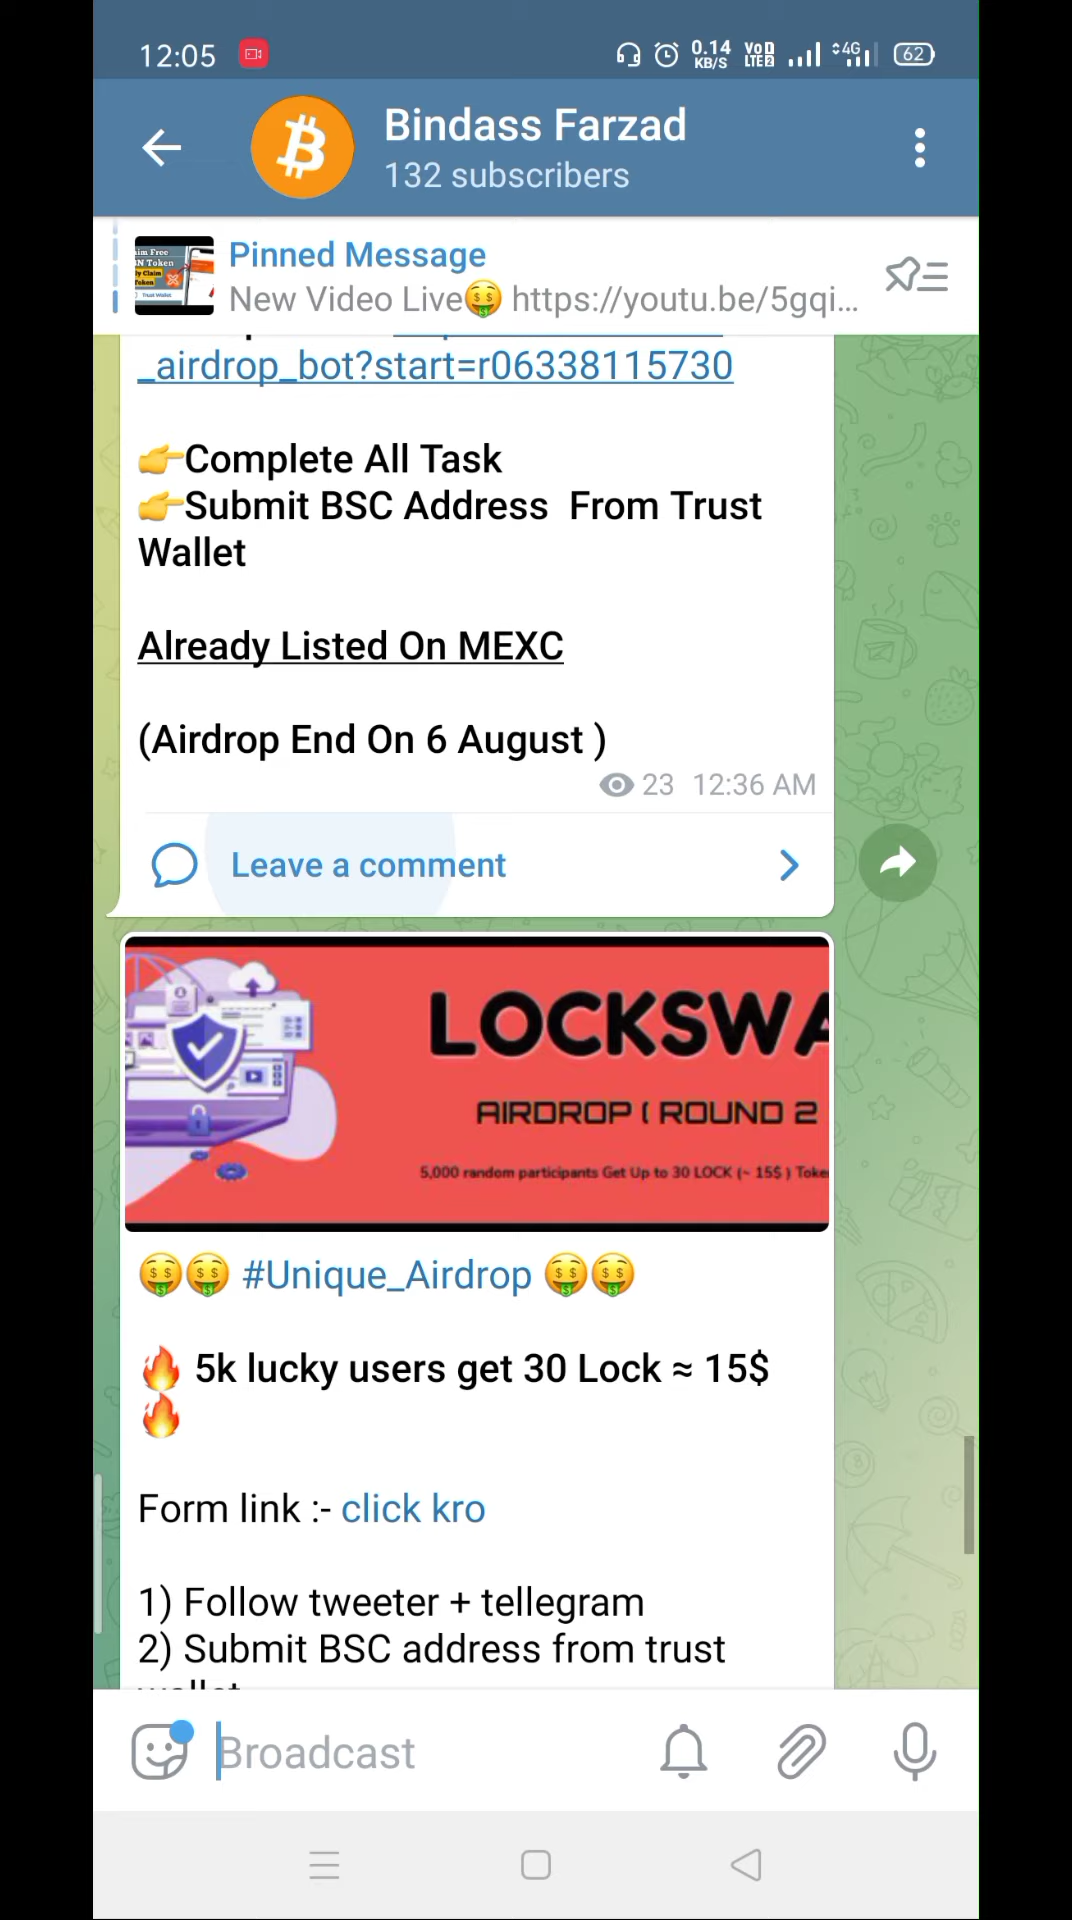 12:05
0.14 KB/S
VoD LTE2
4G
62
Bindass Farzad
132 subscribers
Pinned Message
New Video Live🤑 https://youtu.be/5gqi...
_airdrop_bot?start=r06338115730
👉Complete All Task
👉Submit BSC Address From Trust
Wallet
Already Listed On MEXC
(Airdrop End On 6 August )
23 12:36 AM
Leave a comment
LOCKSWA
AIRDROP ( ROUND 2
5,000 random participants Get Up to 30 LOCK (~ 15$ ) Toke
🤑🤑 #Unique_Airdrop 🤑🤑
🔥 5k lucky users get 30 Lock ≈ 15$
🔥
Form link :- click kro
1) Follow tweeter + tellegram
2) Submit BSC address from trust
Broadcast